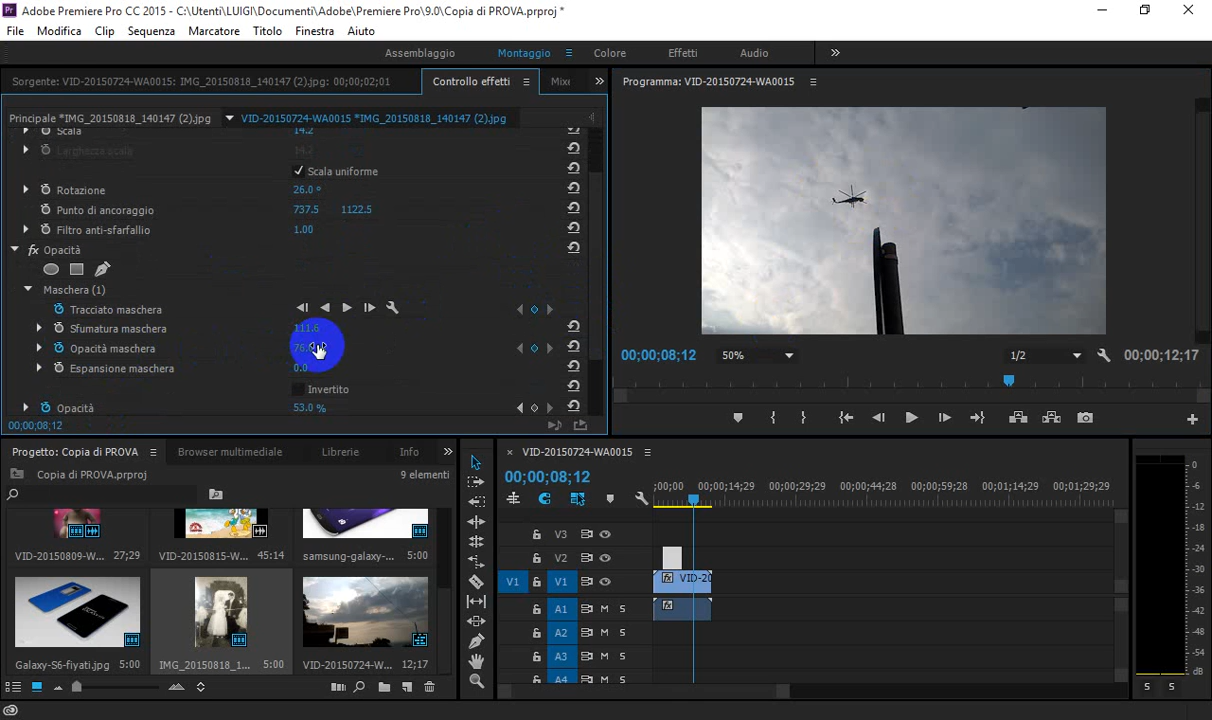 Adobe Premiere Pro CC 2015 - C:\Utenti\LUIGI\Documenti\Adobe\Premiere Pro\9.0\Copia di PROVA.prproj *
File Modifica Clip Sequenza Marcatore Titolo Finestra Aiuto
Assemblaggio Montaggio Colore Effetti Audio
Sorgente: VID-20150724-WA0015: IMG_20150818_140147 (2).jpg: 00;00;02;01 Controllo effetti Mixe
Programma: VID-20150724-WA0015
Principale *IMG_20150818_140147 (2).jpg VID-20150724-WA0015 *IMG_20150818_140147 (2).jpg
Scala 14.2
Larghezza scala 14.2
Scala uniforme
Rotazione 26.0 °
Punto di ancoraggio 737.5 1122.5
Filtro anti-sfarfallio 1.00
fx Opacità
Maschera (1)
Tracciato maschera
Sfumatura maschera 111.6
Opacità maschera
Espansione maschera 0.0
Invertito
Opacità 53.0 %
00;00;08;12
00;00;08;12 50% 1/2 00;00;12;17
Progetto: Copia di PROVA Browser multimediale Librerie Info
Copia di PROVA.prproj 9 elementi
VID-20150809-W... 27;29 VID-20150815-W... 45:14 samsung-galaxy-... 5:00
Galaxy-S6-fiyati.jpg 5:00 IMG_20150818_1... 5:00 VID-20150724-W... 12;17
VID-20150724-WA0015
00;00;08;12
;00;00 00;00;14;29 00;00;29;29 00;00;44;28 00;00;59;28 00;01;14;29 00;01;29;29
V3
V2
V1 V1 fx VID-20
A1 M S fx
A2 M S
A3 M S
A4 M S
0
-6
-12
-18
-24
-30
-36
-42
-48
-54
dB
S S